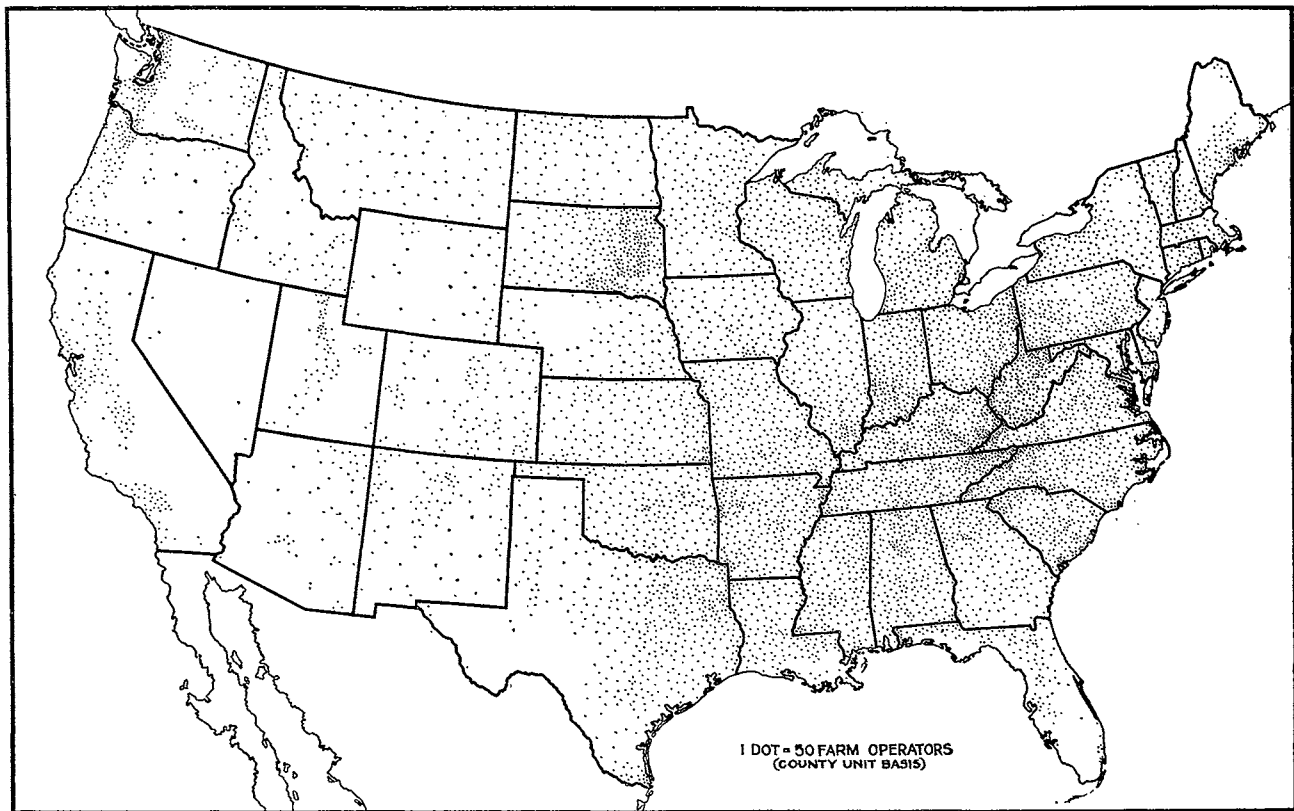 1 DOT = 50 FARM OPERATORS
(COUNTY UNIT BASIS)